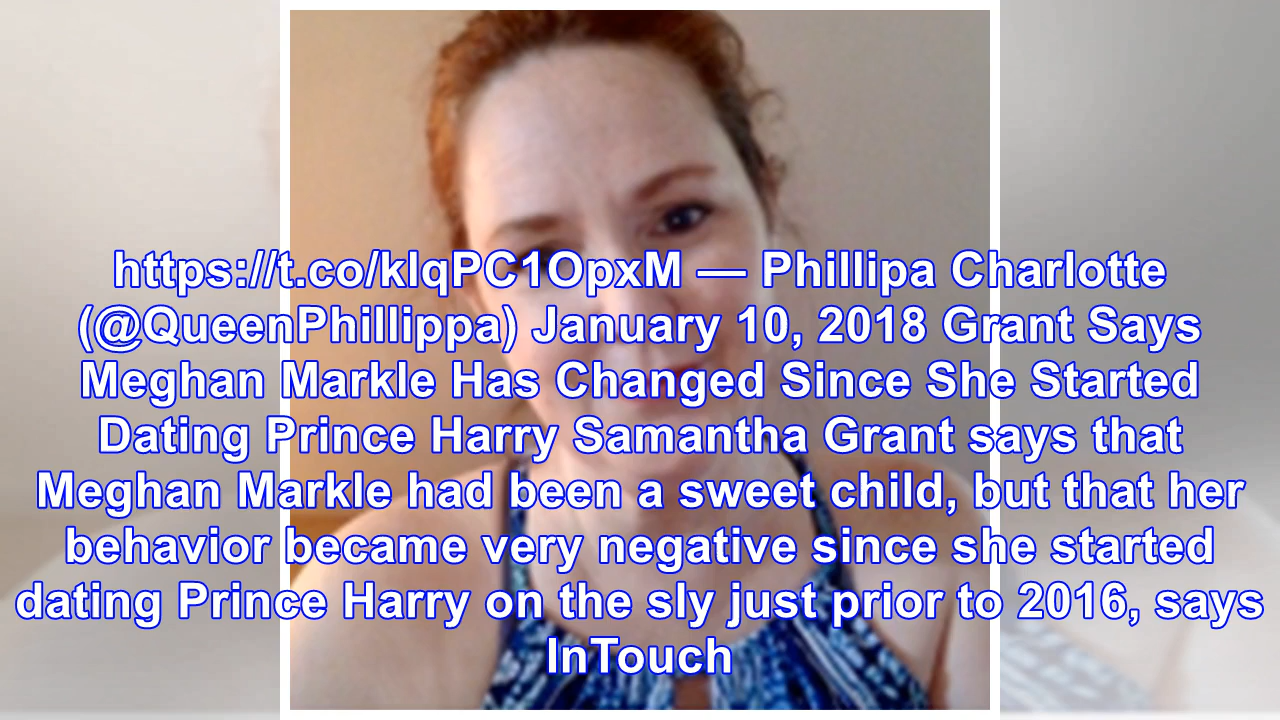 https://t.co/klqPC1OpxM — Phillipa Charlotte
(@QueenPhillippa) January 10, 2018 Grant Says
Meghan Markle Has Changed Since She Started
Dating Prince Harry Samantha Grant says that
Meghan Markle had been a sweet child, but that her
behavior became very negative since she started
dating Prince Harry on the sly just prior to 2016, says
InTouch